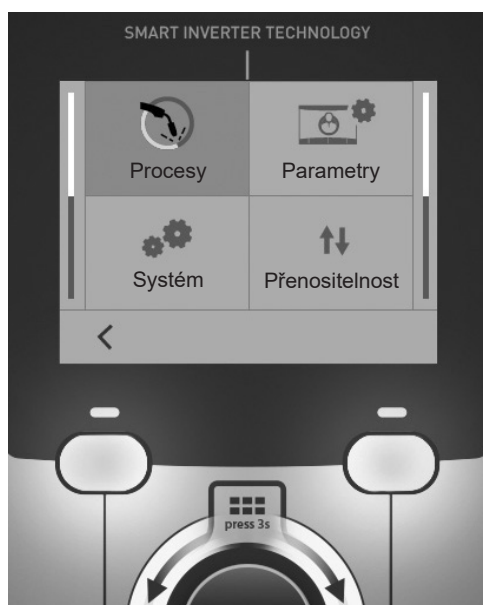 SMART INVERTER TECHNOLOGY
Procesy
Parametry
Systém
Přenositelnost
press 3s